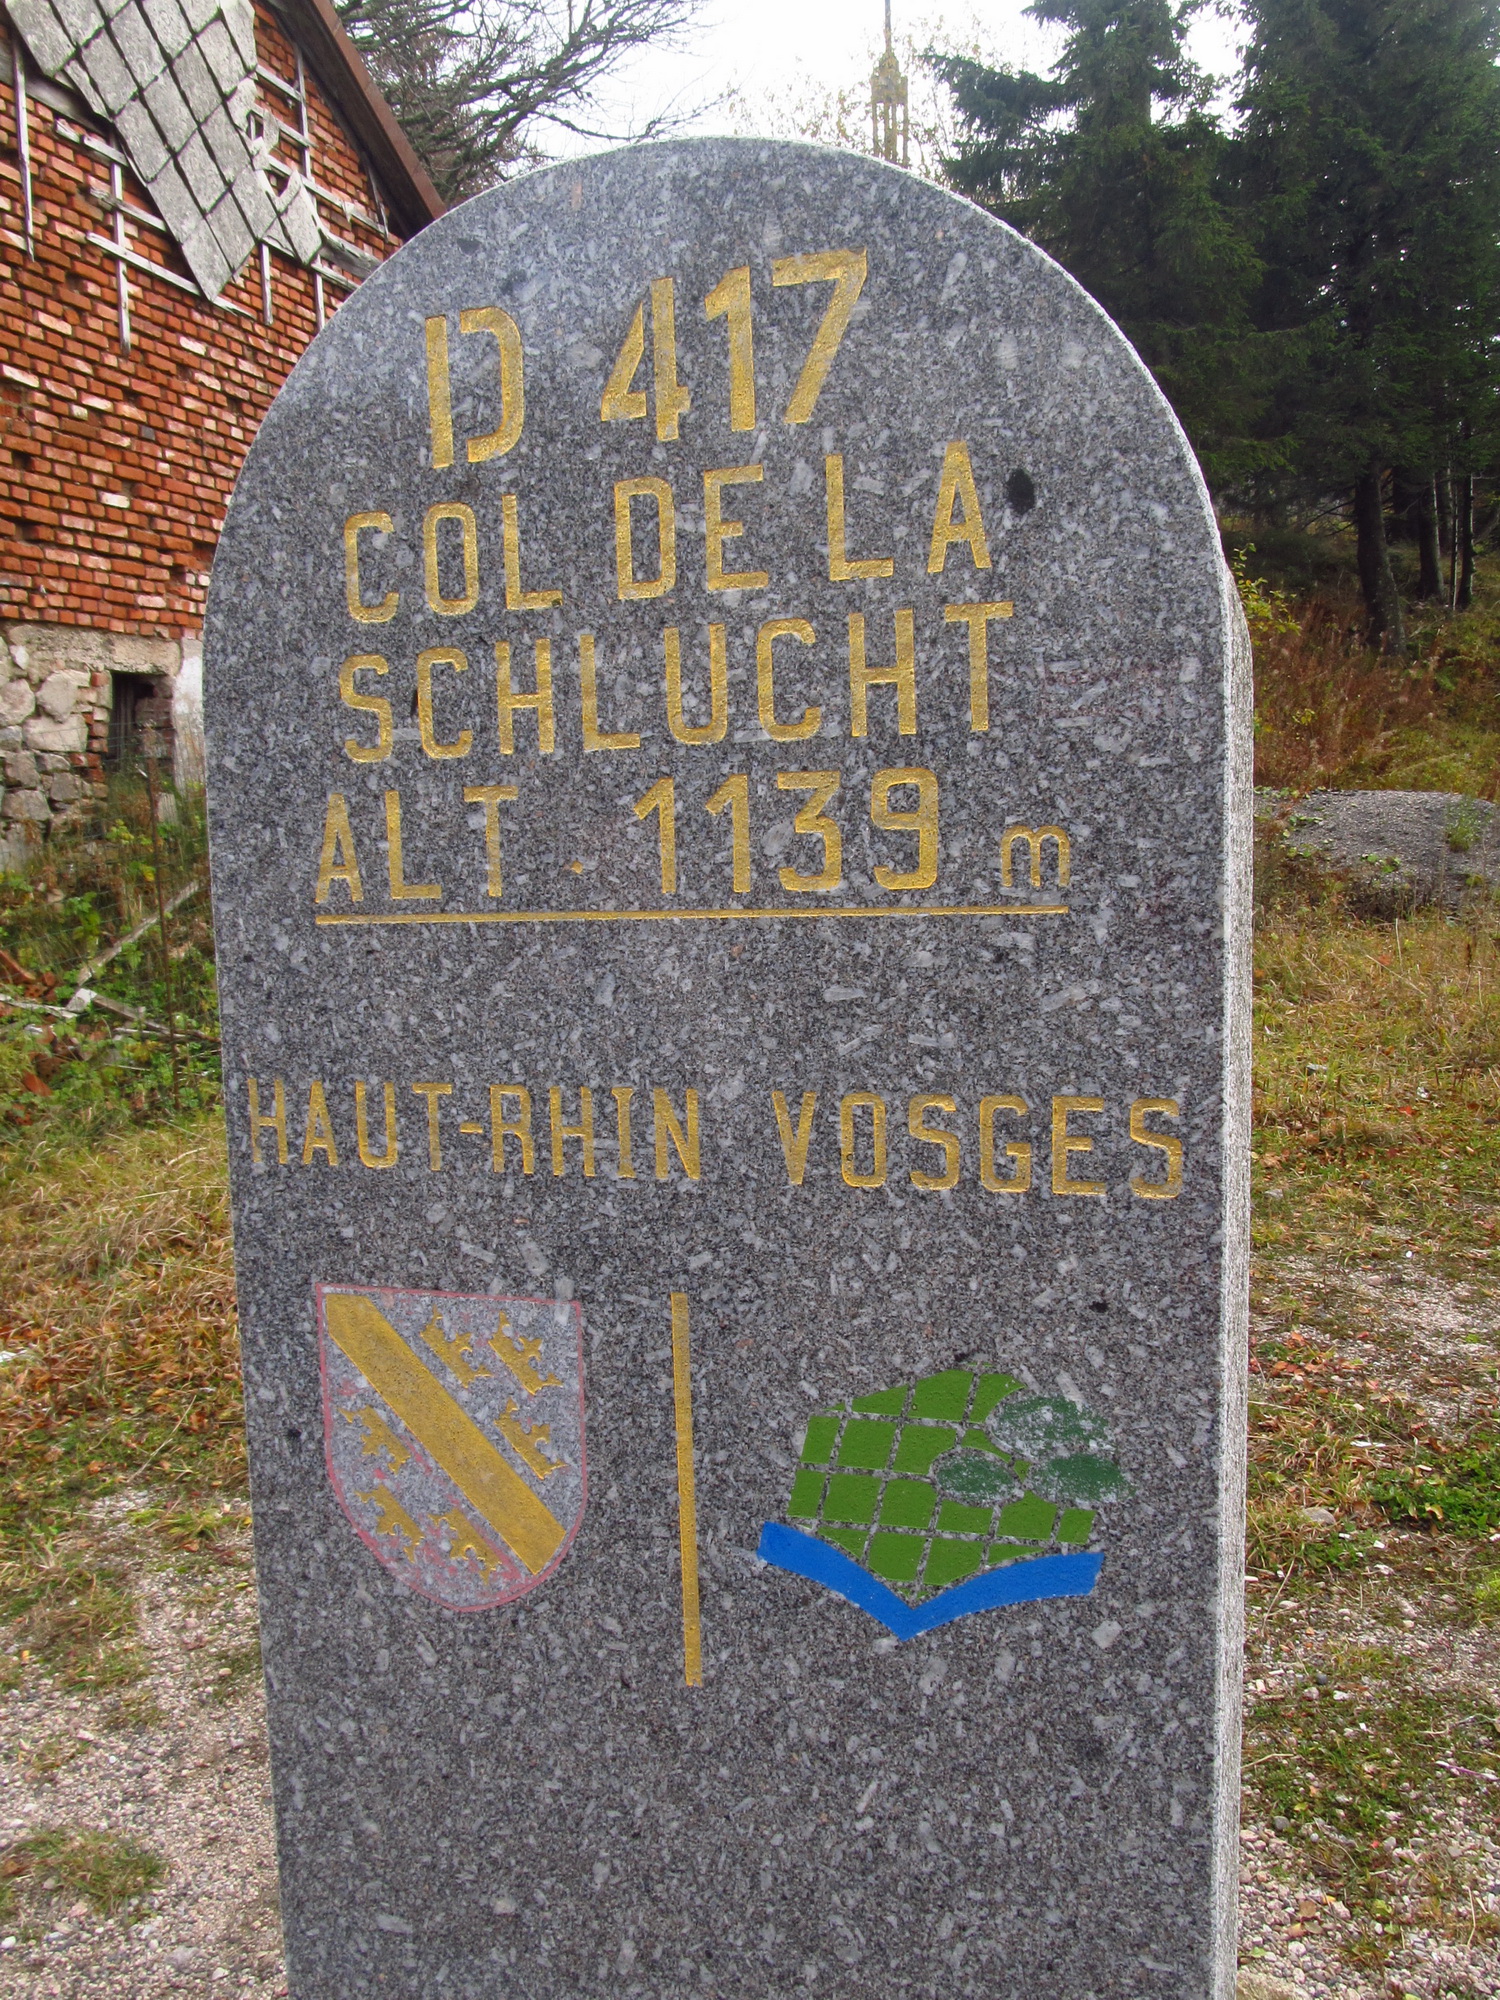 D 417
COL DE LA
SCHLUCHT
ALT. 1139 m
HAUT-RHIN VOSGES